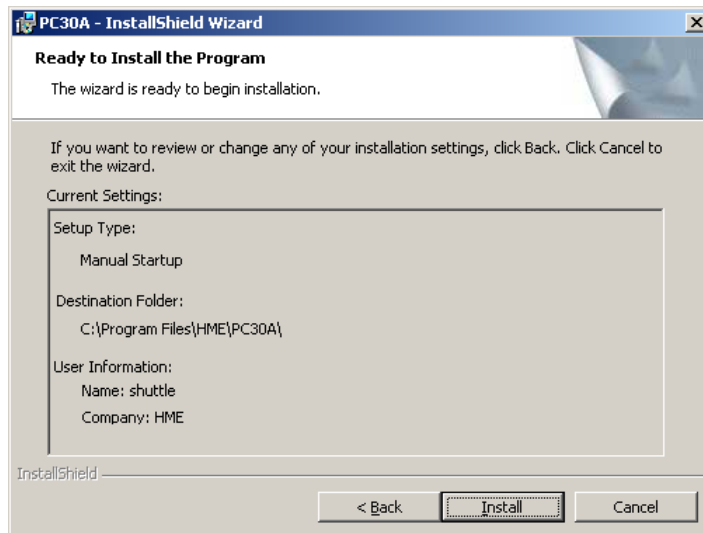 PC30A - InstallShield Wizard
Ready to Install the Program
The wizard is ready to begin installation.
If you want to review or change any of your installation settings, click Back. Click Cancel to
exit the wizard.
Current Settings:
Setup Type:
Manual Startup
Destination Folder:
C:\Program Files\HME\PC30A\
User Information:
Name: shuttle
Company: HME
InstallShield
< Back
Install
Cancel